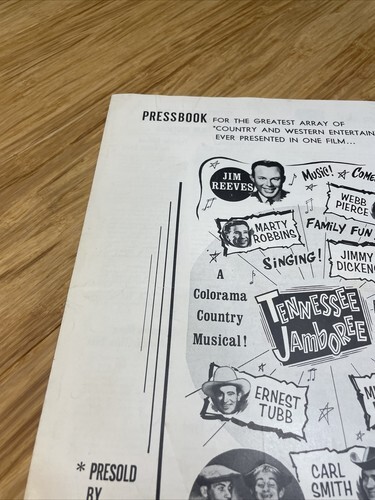 PRESSBOOK FOR THE GREATEST ARRAY OF
"COUNTRY AND WESTERN ENTERTAIN
EVER PRESENTED IN ONE FILM...
JIM
REEVES
MUSIC!
COME
WEBB
PIERCE
MARTY
ROBBINS
FAMILY FUN
SINGING!
JIMMY
DICKEN
A
Colorama
Country
Musical!
TENNESSEE
JAMBOREE
ERNEST
TUBB
CARL
SMITH
* PRESOLD
BY